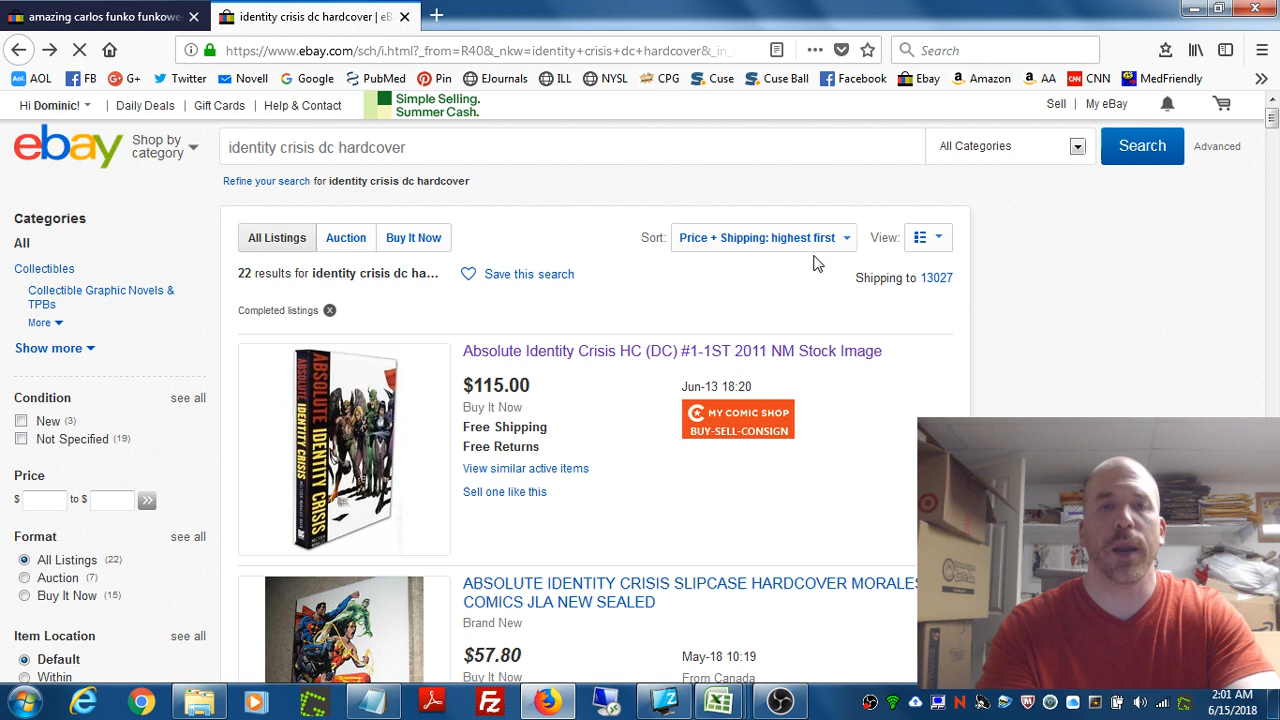 amazing carlos funko funkowe
identity crisis dc hardcover | eB
https://www.ebay.com/sch/i.html?_from=R40&_nkw=identity+crisis+dc+hardcover&_in_
Search
AOL FB G+ Twitter Novell Google PubMed Pin EJournals ILL NYSL CPG Cuse Cuse Ball Facebook Ebay Amazon AA CNN MedFriendly
Hi Dominic! Daily Deals Gift Cards Help & Contact
Simple Selling.
Summer Cash.
Sell My eBay
ebay
Shop by
category
identity crisis dc hardcover
All Categories
Search
Advanced
Refine your search for identity crisis dc hardcover
Categories
All
Collectibles
Collectible Graphic Novels &
TPBs
More
Show more
Condition see all
New (3)
Not Specified (19)
Price
$ to $
Format see all
All Listings (22)
Auction (7)
Buy It Now (15)
Item Location see all
Default
Within
All Listings Auction Buy It Now
Sort: Price + Shipping: highest first
View:
22 results for identity crisis dc ha...
Save this search
Shipping to 13027
Completed listings
ABSOLUTE IDENTITY CRISIS
ABSOLUTE IDENTITY CRISIS
Absolute Identity Crisis HC (DC) #1-1ST 2011 NM Stock Image
$115.00
Buy It Now
Free Shipping
Free Returns
View similar active items
Sell one like this
Jun-13 18:20
MY COMIC SHOP
BUY-SELL-CONSIGN
ABSOLUTE IDENTITY CRISIS SLIPCASE HARDCOVER MORALES
COMICS JLA NEW SEALED
Brand New
$57.80
Buy It Now
May-18 10:19
From Canada
2:01 AM
6/15/2018